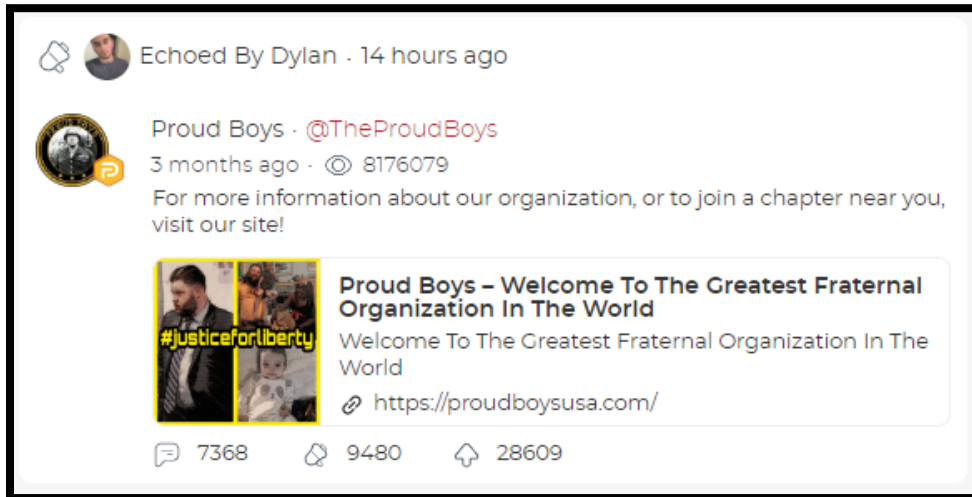 Echoed By Dylan · 14 hours ago
Proud Boys · @TheProudBoys
3 months ago · 8176079
For more information about our organization, or to join a chapter near you,
visit our site!
#justiceforliberty
Proud Boys – Welcome To The Greatest Fraternal
Organization In The World
Welcome To The Greatest Fraternal Organization In The
World
https://proudboysusa.com/
7368 9480 28609